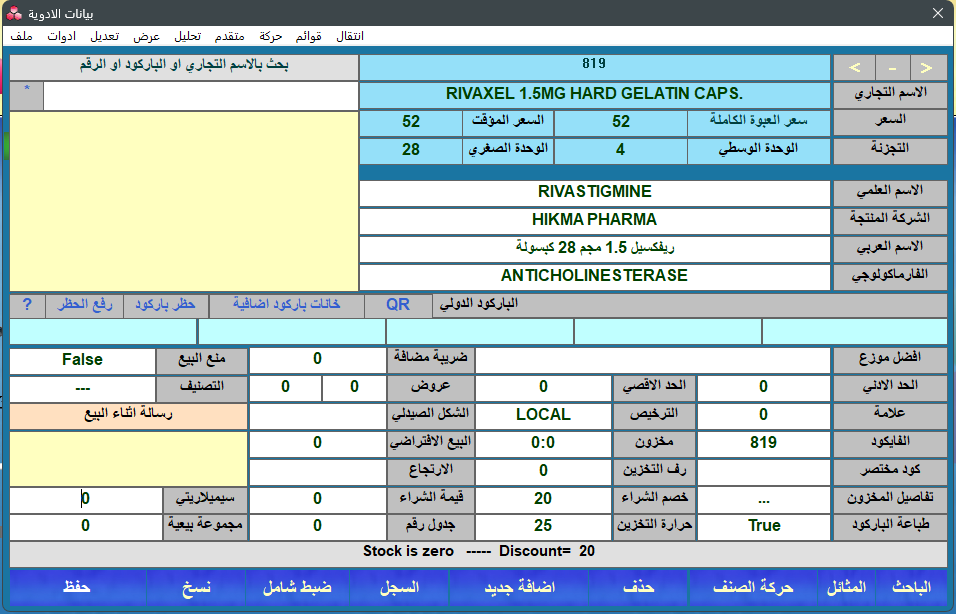 بيانات الادوية
ملف ادوات تعديل عرض تحليل متقدم حركة قوائم انتقال
< - > 819 بحث بالاسم التجاري او الباركود او الرقم
الاسم التجاري RIVAXEL 1.5MG HARD GELATIN CAPS. *
السعر سعر العبوة الكاملة 52 السعر المؤقت 52
التجزئة الوحدة الوسطي 4 الوحدة الصغري 28
الاسم العلمي RIVASTIGMINE
الشركة المنتجة HIKMA PHARMA
الاسم العربي ريفكسيل 1.5 مجم 28 كبسولة
الفارماكولوجي ANTICHOLINESTERASE
الباركود الدولي QR خانات باركود اضافية حظر باركود رفع الحظر ?
افضل موزع ضريبة مضافة 0 منع البيع False
الحد الادني 0 الحد الاقصي 0 عروض 0 0 التصنيف ---
علامة 0 الترخيص LOCAL الشكل الصيدلي رسالة اثناء البيع
الفايكود 819 مخزون 0:0 البيع الافتراضي 0
كود مختصر رف التخزين 0 الارتجاع
تفاصيل المخزون ... خصم الشراء 20 قيمة الشراء 0 سيميلاريتي 0
طباعة الباركود True حرارة التخزين 25 جدول رقم 0 مجموعة بيعية 0
Stock is zero ----- Discount= 20
الباحث المثائل حركة الصنف حذف اضافة جديد السجل ضبط شامل نسخ حفظ